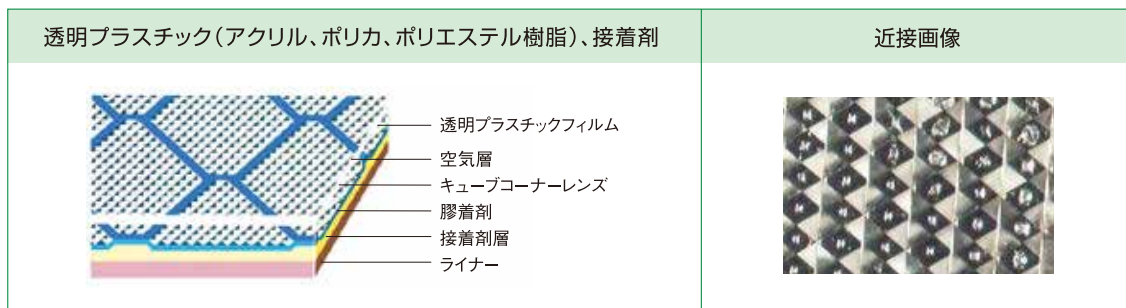 透明プラスチック（アクリル、ポリカ、ポリエステル樹脂）、接着剤
近接画像
透明プラスチックフィルム
空気層
キューブコーナーレンズ
膠着剤
接着剤層
ライナー